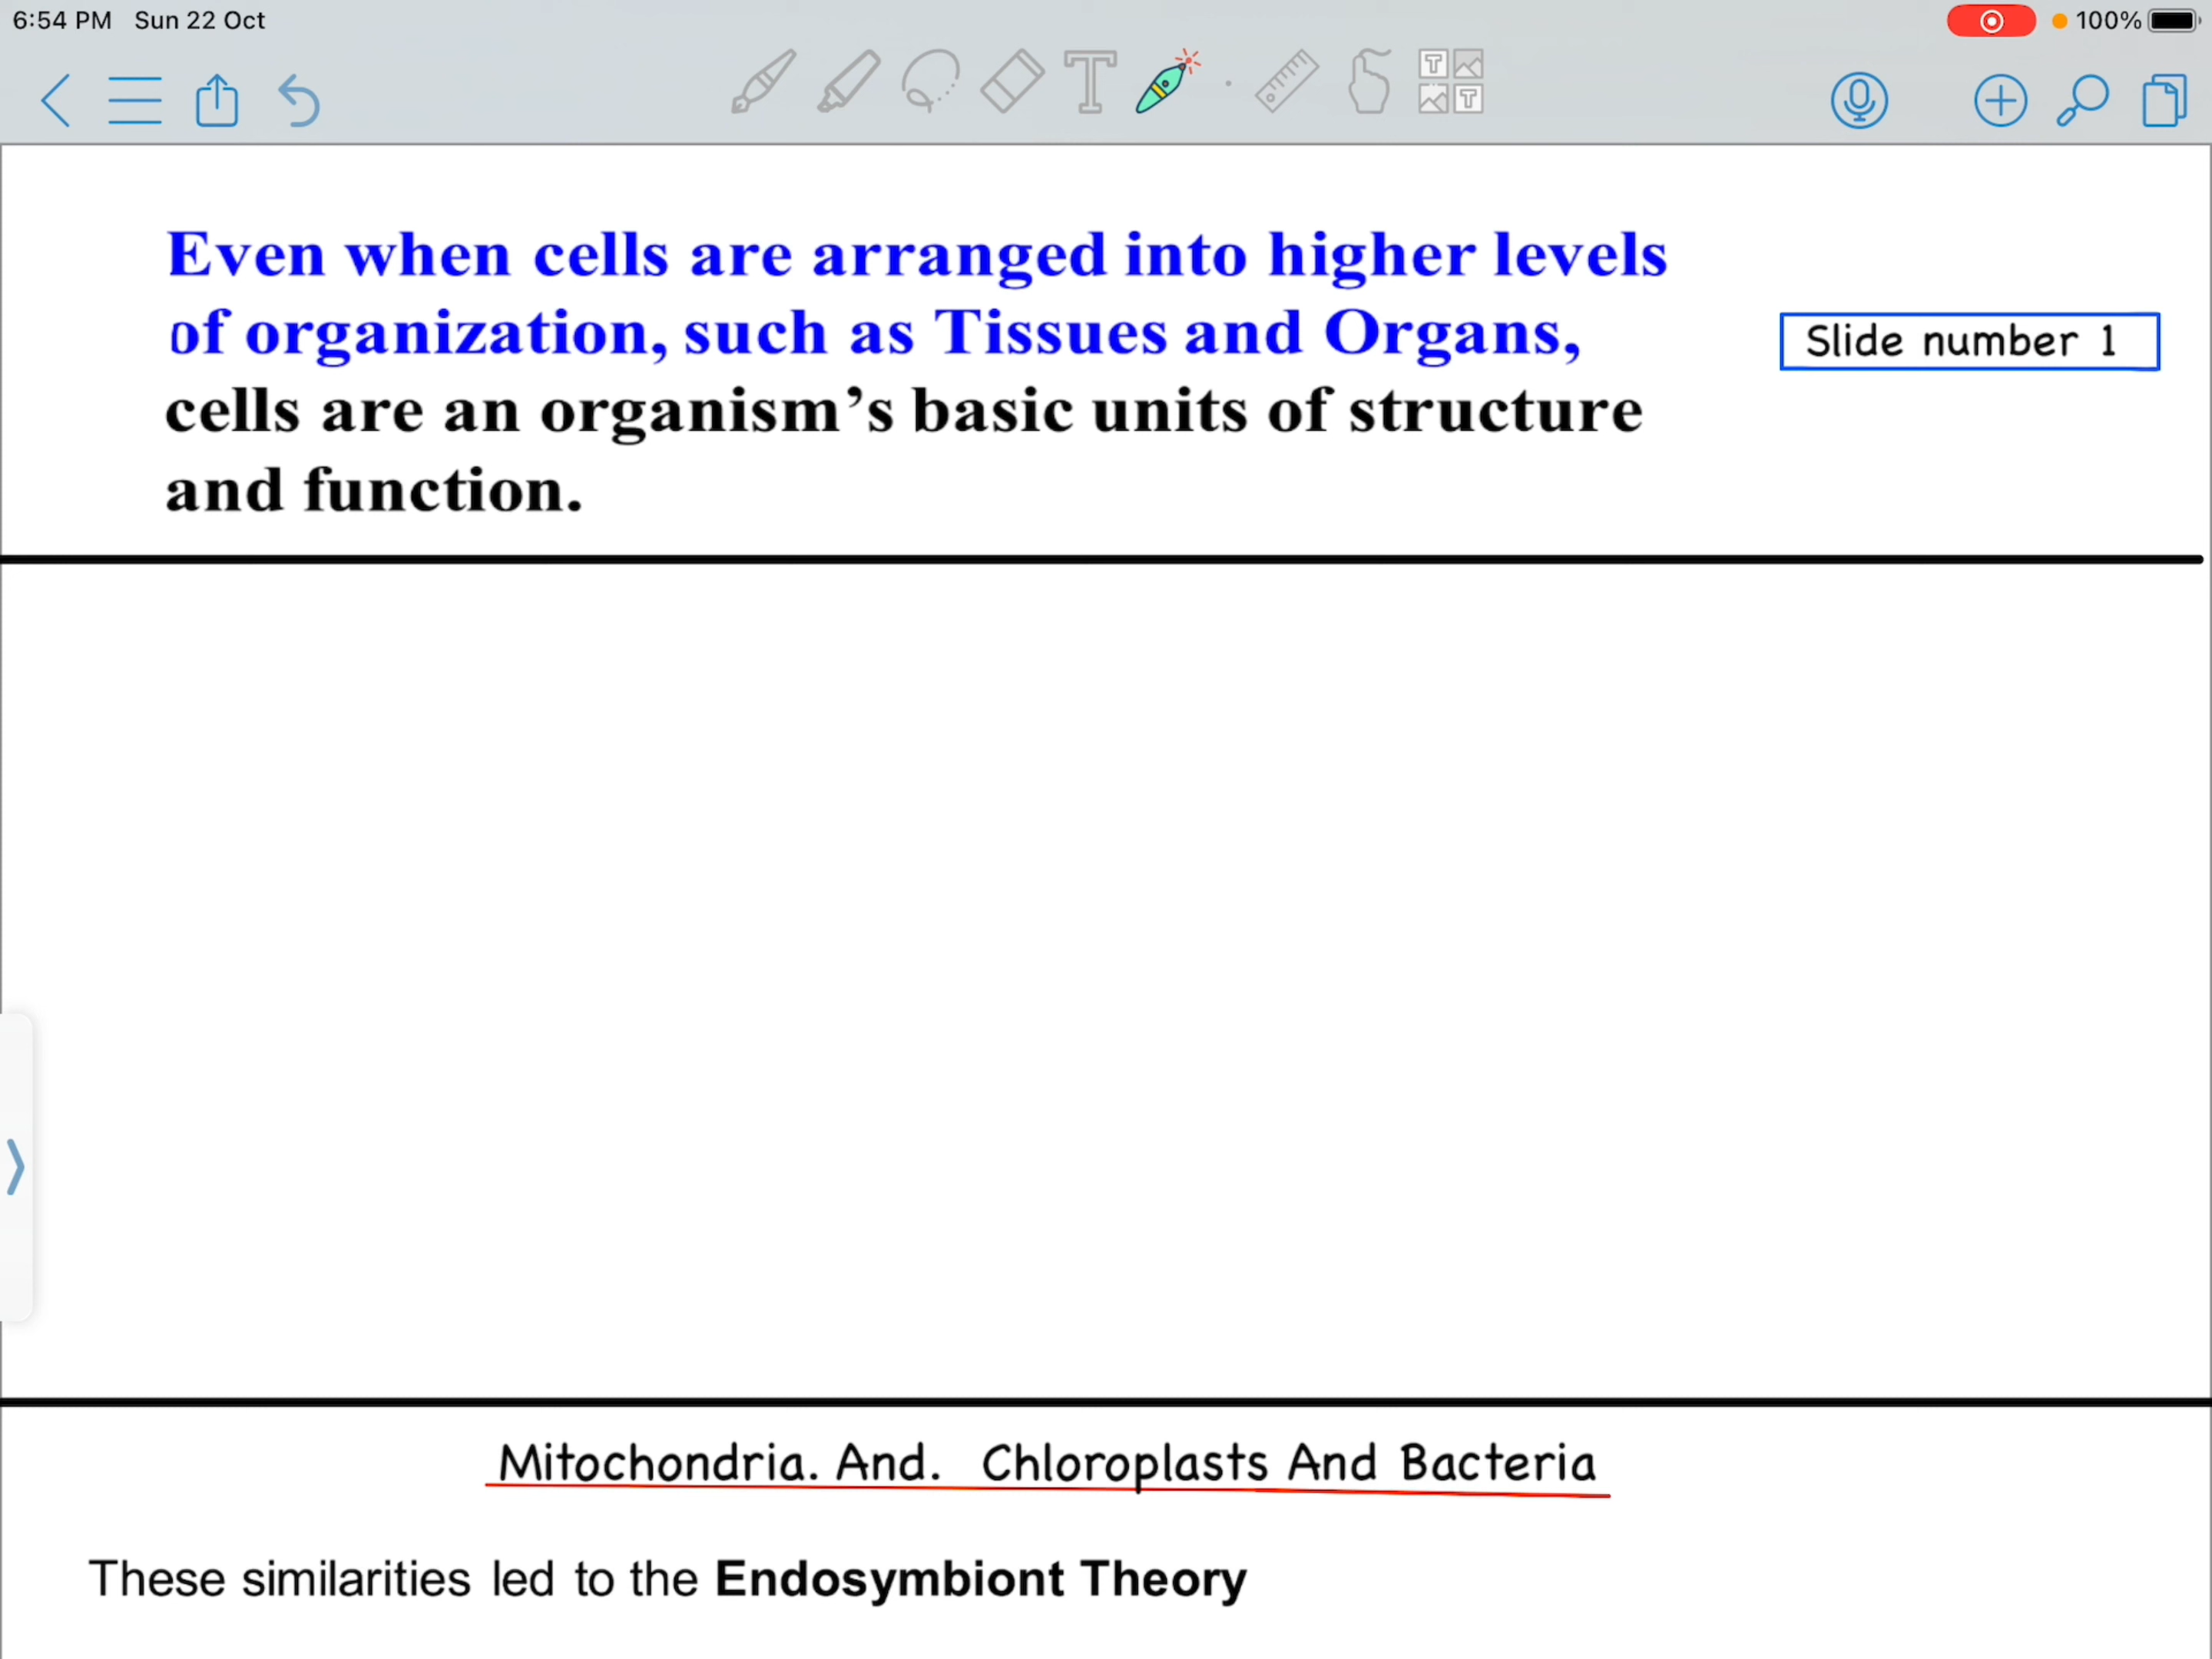 6:54 PM Sun 22 Oct
100%
Even when cells are arranged into higher levels
of organization, such as Tissues and Organs,
cells are an organism’s basic units of structure
and function.
Slide number 1
Mitochondria. And. Chloroplasts And Bacteria
These similarities led to the Endosymbiont Theory